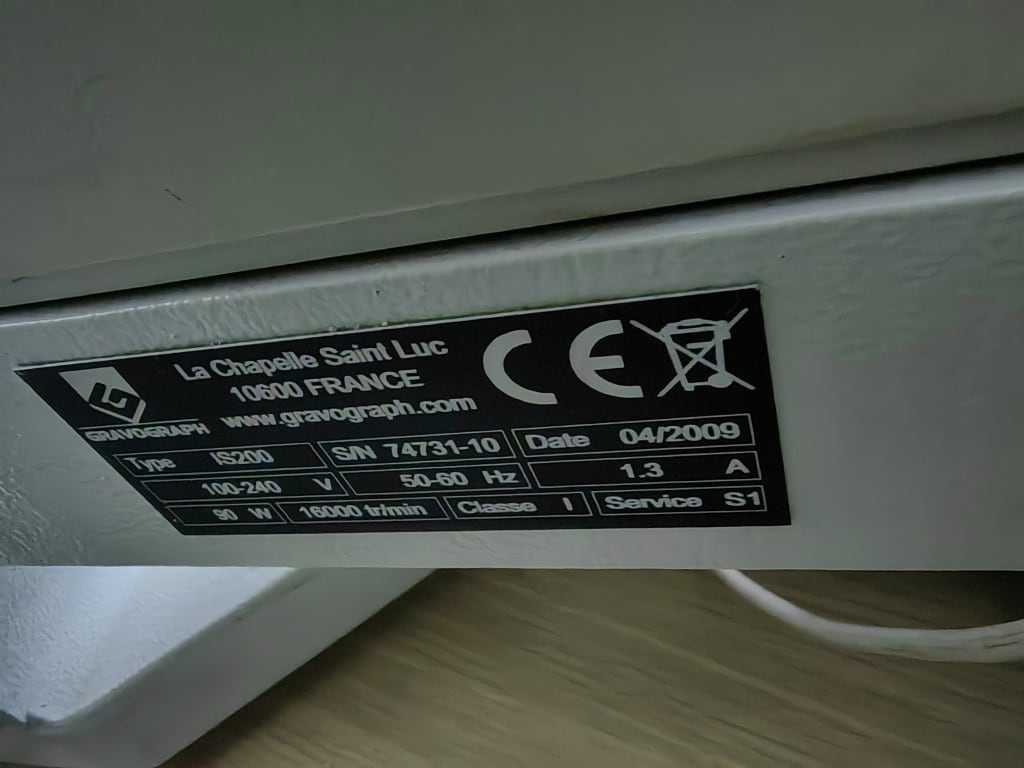 La Chapelle Saint Luc
10600 FRANCE
www.gravograph.com
GRAVOGRAPH
CE
Type IS200 S/N 74731-10 Date 04/2009
100-240 V 50-60 Hz 1.3 A
90 W 16000 tr/min Classe I Service S1